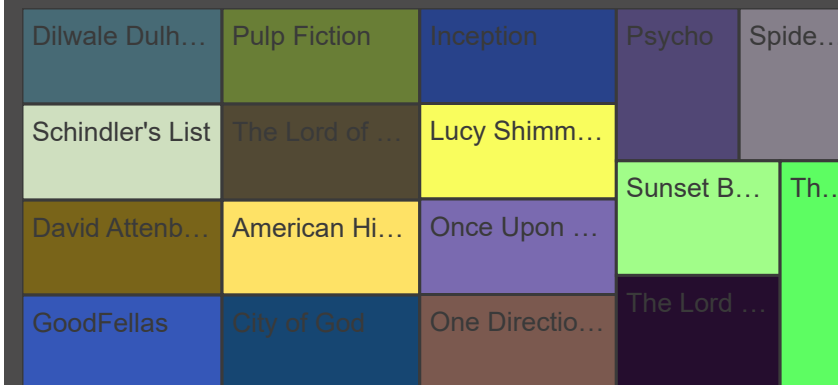 Dilwale Dulh…
Pulp Fiction
Inception
Psycho
Spide…
Schindler's List
The Lord of …
Lucy Shimm…
Sunset B…
Th…
David Attenb…
American Hi…
Once Upon …
The Lord …
GoodFellas
City of God
One Directio…